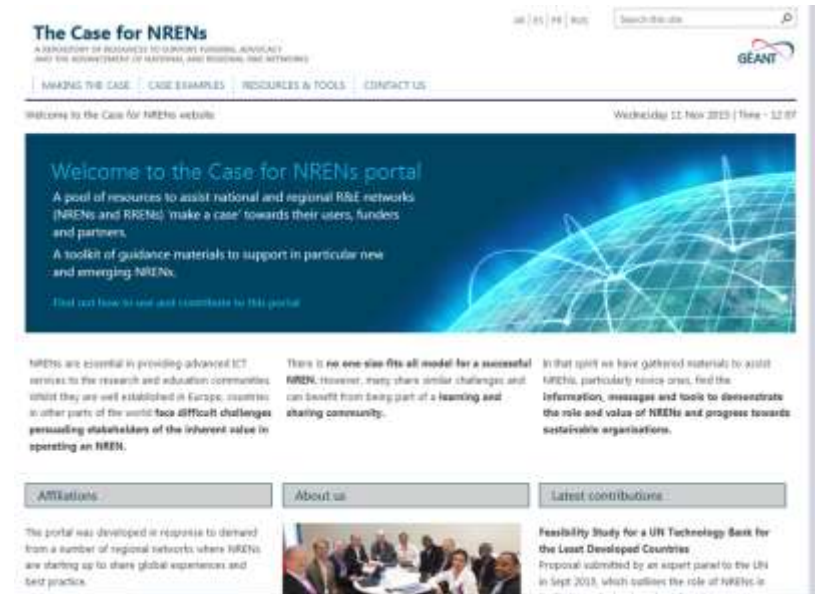 The Case for NRENs
A REPOSITORY OF RESOURCES TO SUPPORT FUNDING, ADVOCACY
AND THE ADVANCEMENT OF NATIONAL AND REGIONAL R&E NETWORKS
ES | FR |
Search this site
GÉANT
MAKING THE CASE | CASE EXAMPLES | RESOURCES & TOOLS | CONTACT US
Welcome to the Case for NRENs website
Wednesday 11 Nov 2015 | Time - 12:07
Welcome to the Case for NRENs portal
A pool of resources to assist national and regional R&E networks
(NRENs and RRENs) 'make a case' towards their users, funders
and partners.
A toolkit of guidance materials to support in particular new
and emerging NRENs.
Find out how to use and contribute to this portal
NRENs are essential in providing advanced ICT
services to the research and education communities.
Whilst they are well established in Europe, countries
in other parts of the world face difficult challenges
persuading stakeholders of the inherent value in
operating an NREN.
There is no one-size-fits all model for a successful
NREN. However, many share similar challenges and
can benefit from being part of a learning and
sharing community.
In that spirit we have gathered materials to assist
NRENs, particularly novice ones, find the
information, messages and tools to demonstrate
the role and value of NRENs and progress towards
sustainable organisations.
Affiliations
The portal was developed in response to demand
from a number of regional networks where NRENs
are starting up to share global experiences and
best practice.
About us
Latest contributions
Feasibility Study for a UN Technology Bank for
the Least Developed Countries
Proposal submitted by an expert panel to the UN
in Sept 2015, which outlines the role of NRENs in